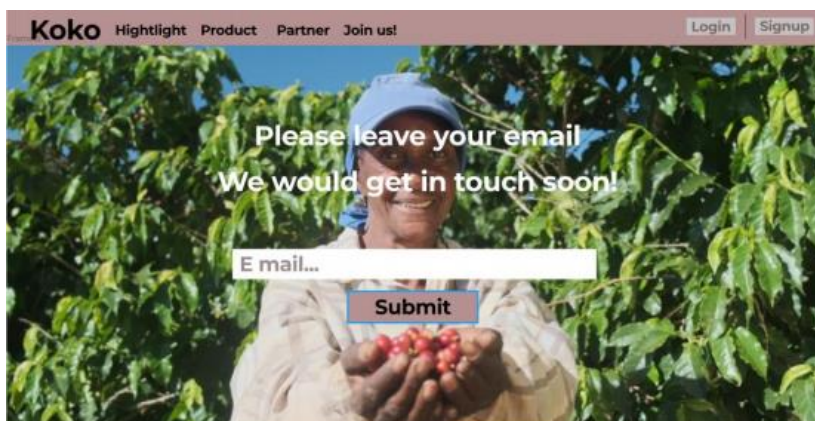 Koko Hightlight Product Partner Join us! Login Signup
Please leave your email
We would get in touch soon!
E mail...
Submit